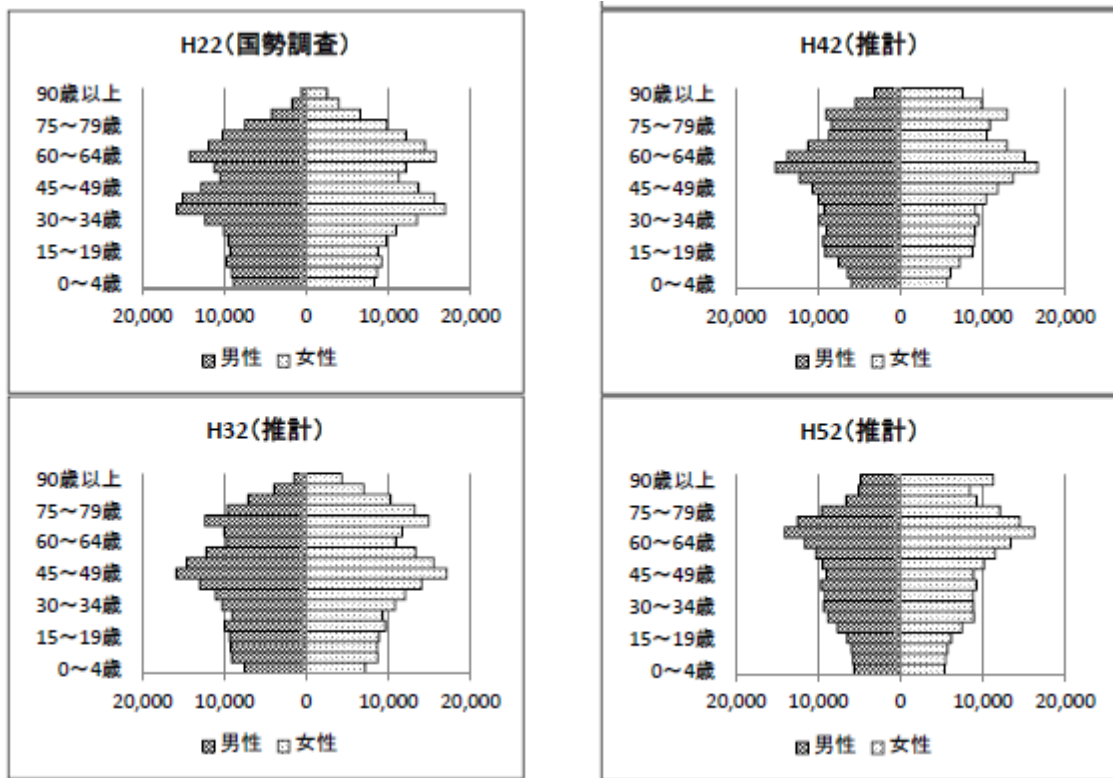 H22(国勢調査)
90歳以上
75～79歳
60～64歳
45～49歳
30～34歳
15～19歳
0～4歳
20,000 10,000 0 10,000 20,000
男性 女性
H42(推計)
90歳以上
75～79歳
60～64歳
45～49歳
30～34歳
15～19歳
0～4歳
20,000 10,000 0 10,000 20,000
男性 女性
H32(推計)
90歳以上
75～79歳
60～64歳
45～49歳
30～34歳
15～19歳
0～4歳
20,000 10,000 0 10,000 20,000
男性 女性
H52(推計)
90歳以上
75～79歳
60～64歳
45～49歳
30～34歳
15～19歳
0～4歳
20,000 10,000 0 10,000 20,000
男性 女性